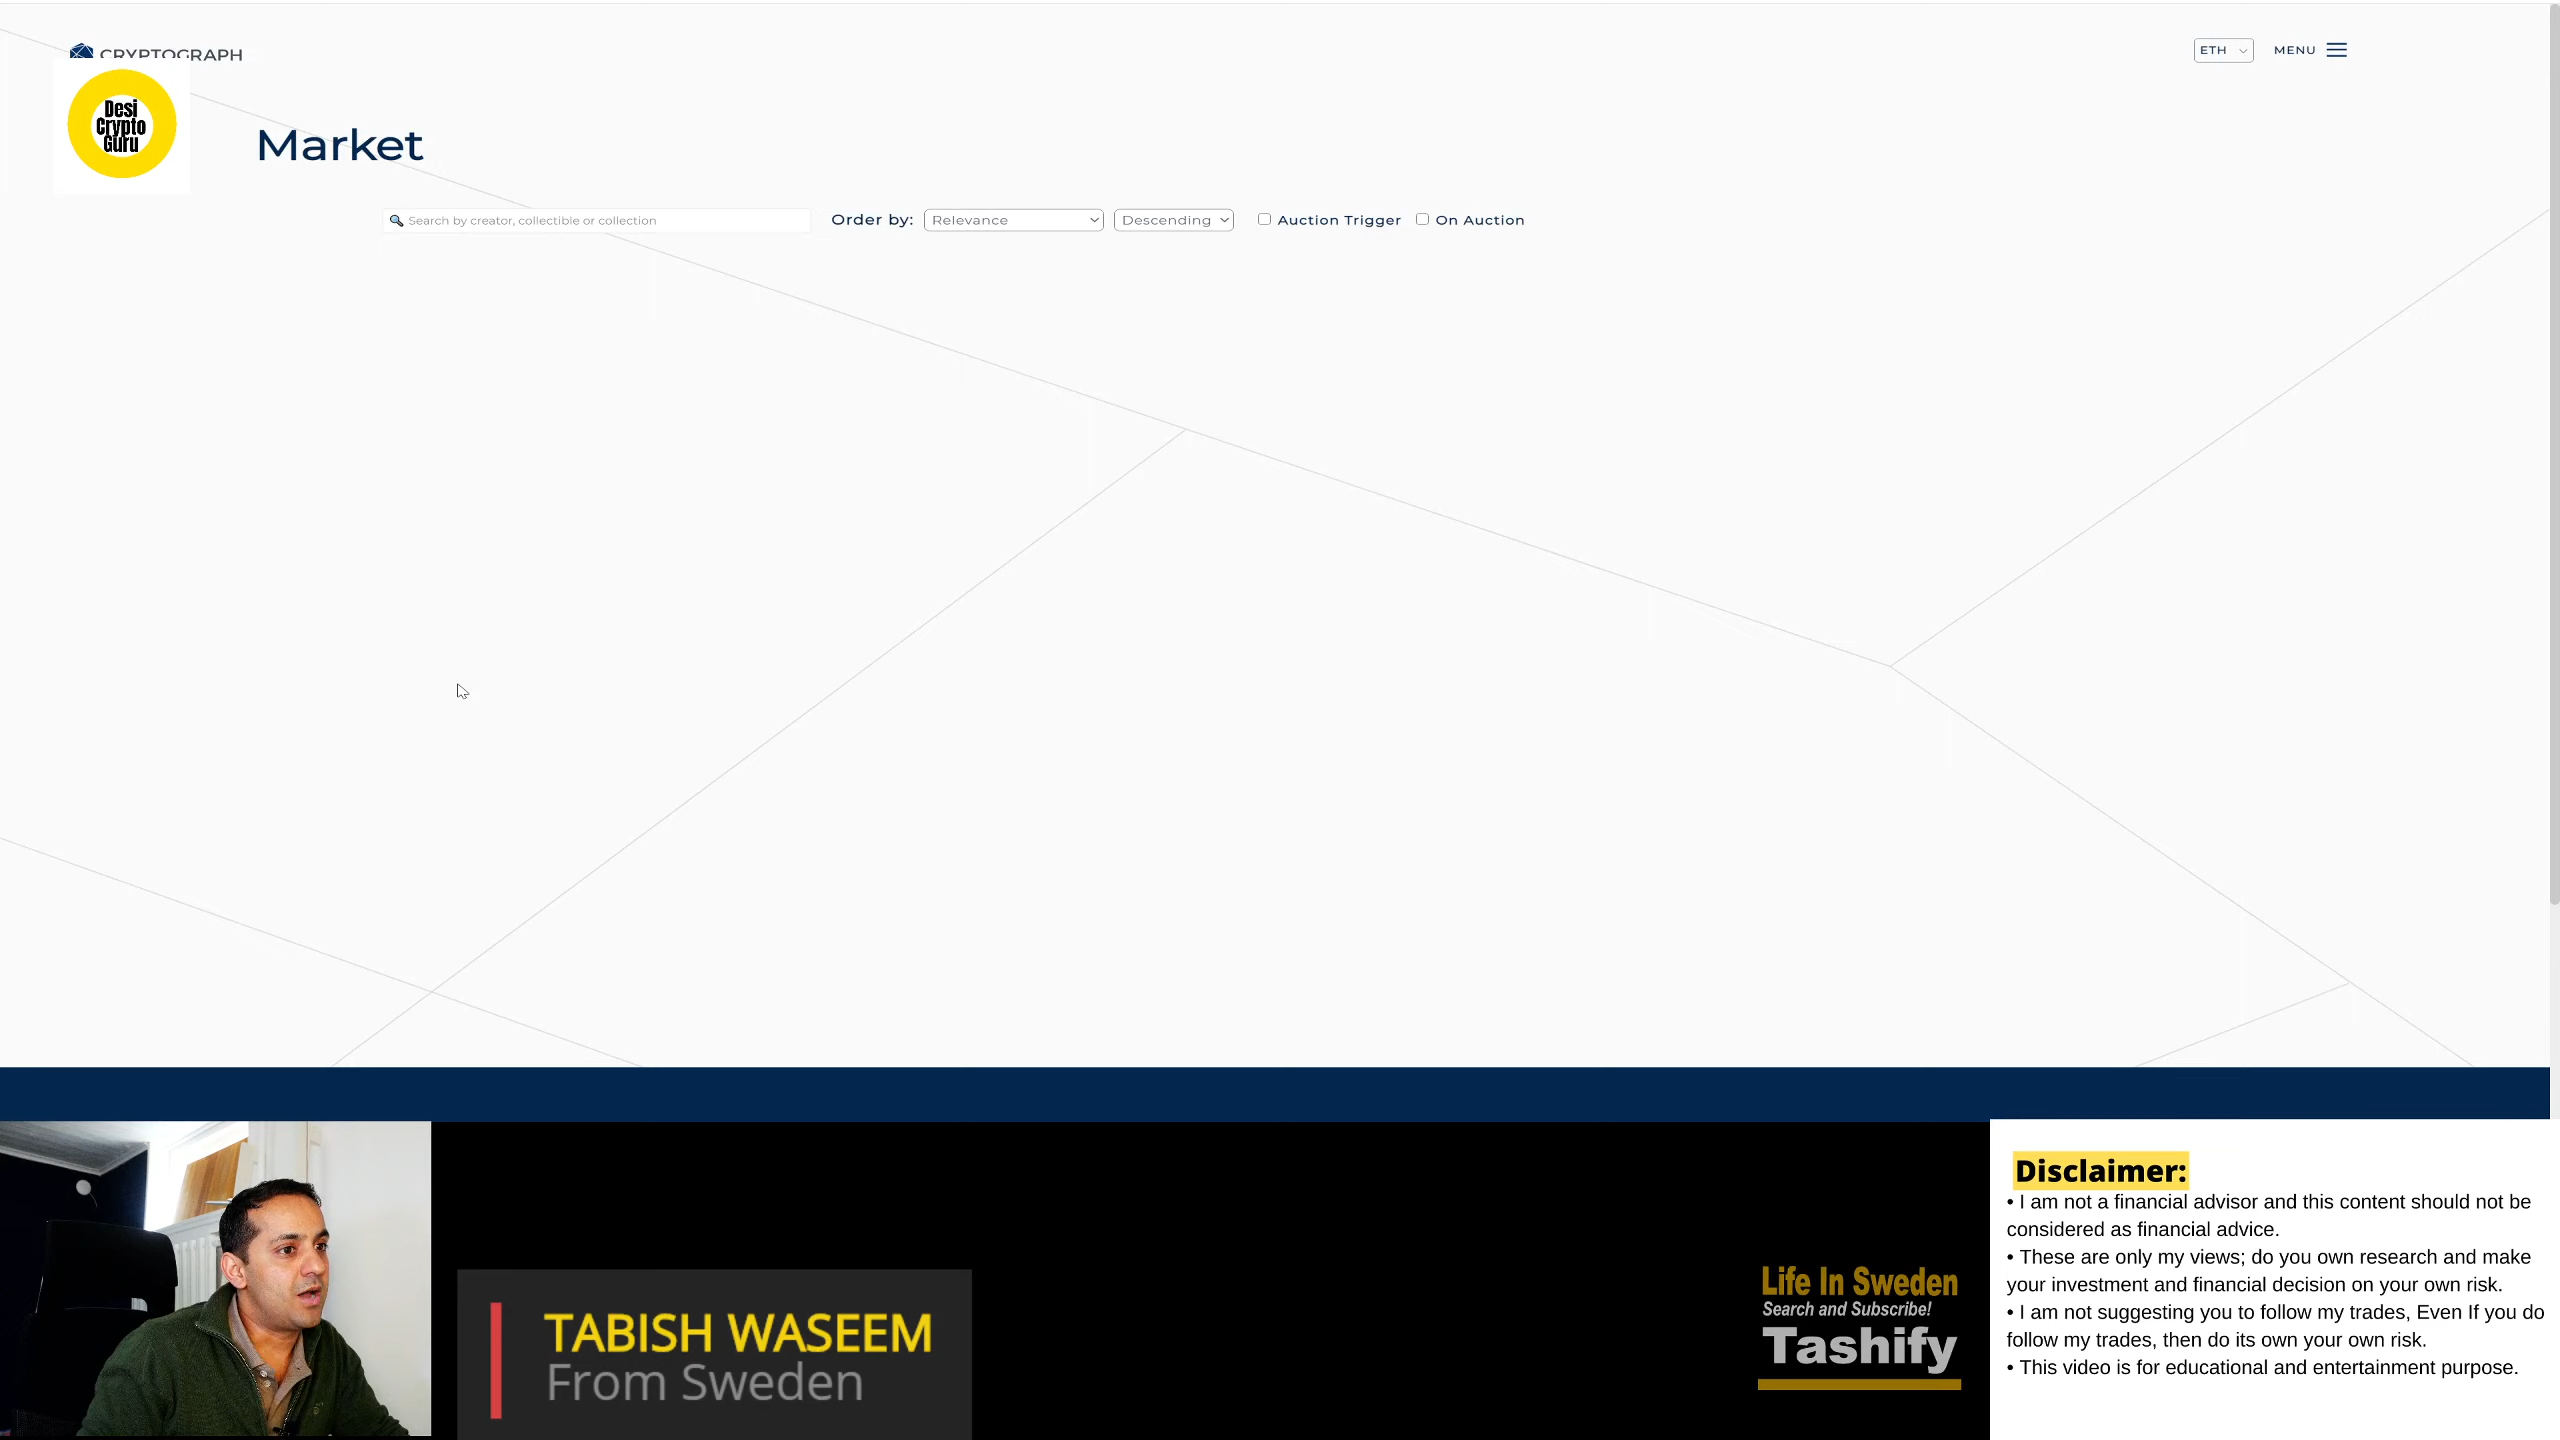 CRYPTOGRAPH
ETH
MENU
Desi
Crypto
Guru
Market
Search by creator, collectible or collection
Order by:
Relevance
Descending
Auction Trigger
On Auction
TABISH WASEEM
From Sweden
Life In Sweden
Search and Subscribe!
Tashify
Disclaimer:
• I am not a financial advisor and this content should not be
considered as financial advice.
• These are only my views; do you own research and make
your investment and financial decision on your own risk.
• I am not suggesting you to follow my trades, Even If you do
follow my trades, then do its own your own risk.
• This video is for educational and entertainment purpose.